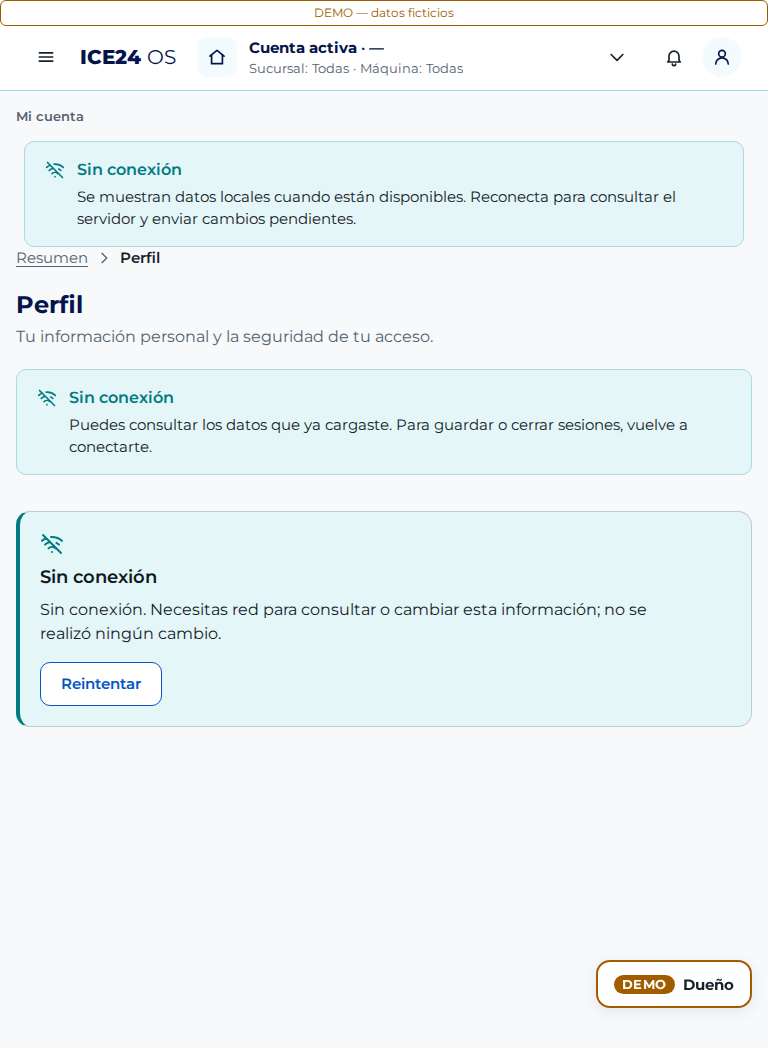 DEMO — datos ficticios
ICE24 OS
Cuenta activa · —
Sucursal: Todas · Máquina: Todas
Mi cuenta
Sin conexión
Se muestran datos locales cuando están disponibles. Reconecta para consultar el
servidor y enviar cambios pendientes.
Resumen > Perfil
Perfil
Tu información personal y la seguridad de tu acceso.
Sin conexión
Puedes consultar los datos que ya cargaste. Para guardar o cerrar sesiones, vuelve a
conectarte.
Sin conexión
Sin conexión. Necesitas red para consultar o cambiar esta información; no se
realizó ningún cambio.
Reintentar
DEMO Dueño